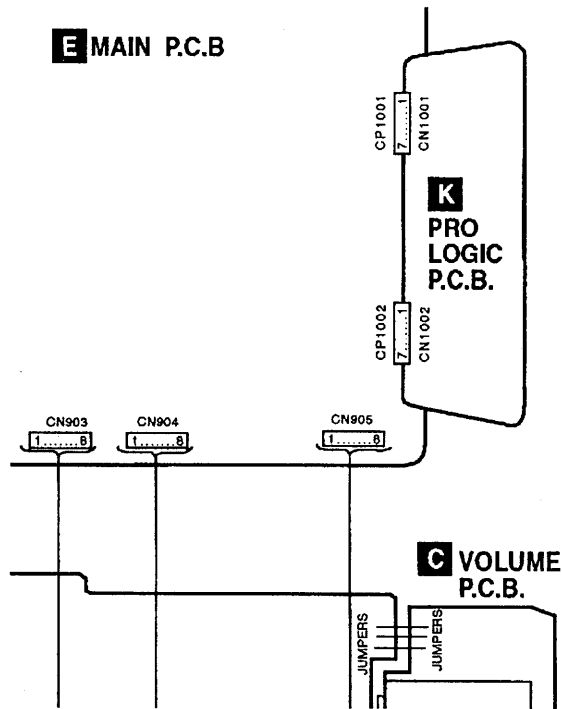 E MAIN P.C.B
CP1001
7......1
CN1001
K
PRO
LOGIC
P.C.B.
CP1002
7......1
CN1002
CN903
1.......8
CN904
1.......8
CN905
1.......8
C VOLUME
P.C.B.
JUMPERS
JUMPERS